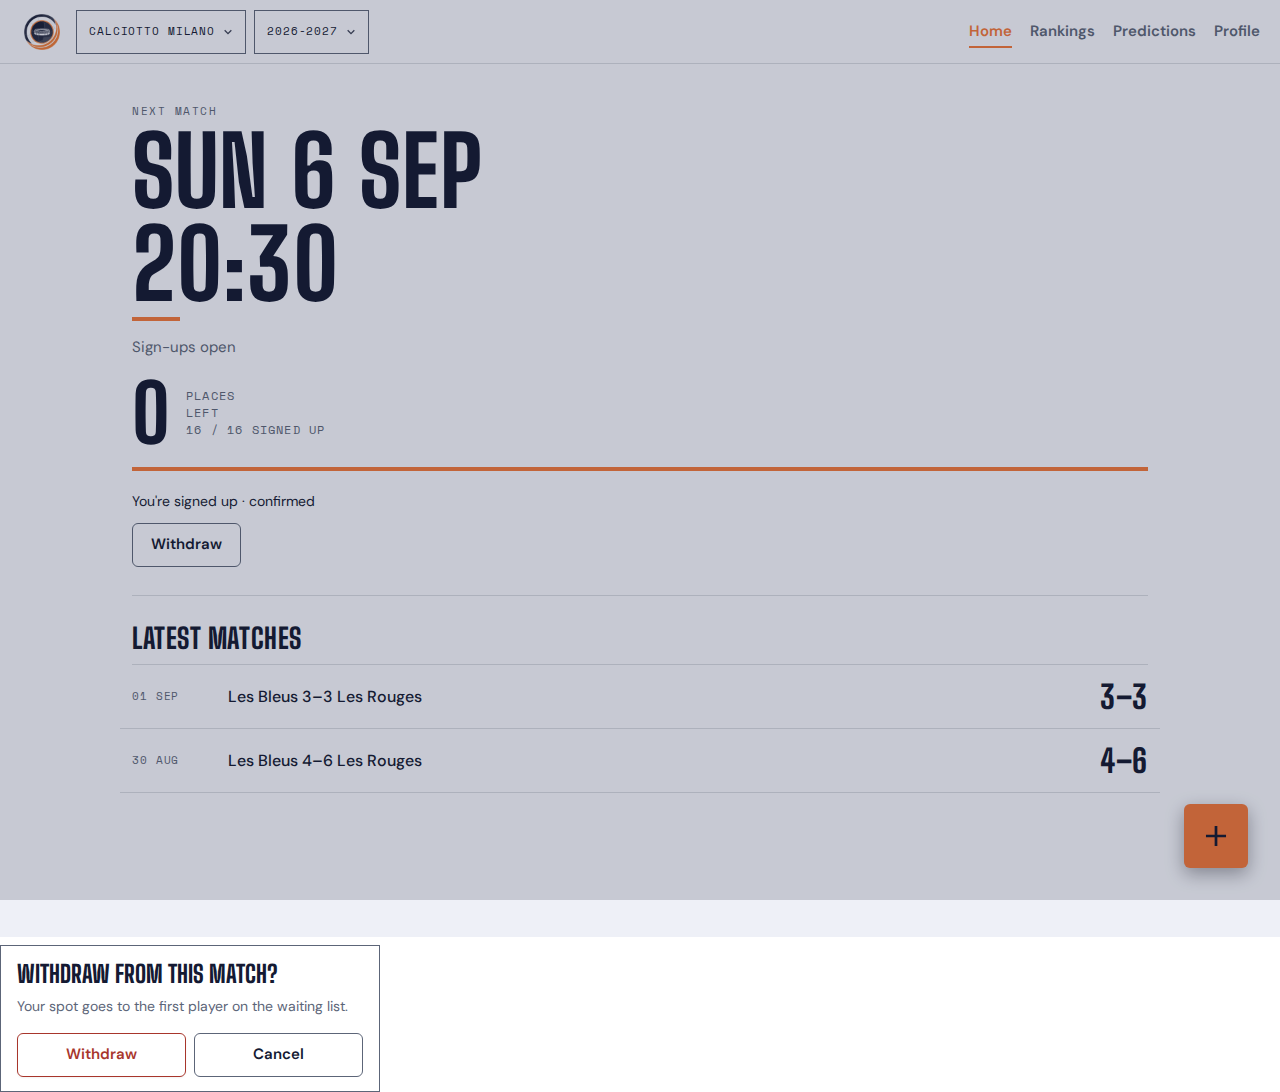 CALCIOTTO MILANO
2026-2027
Home
Rankings
Predictions
Profile
NEXT MATCH
SUN 6 SEP
20:30
Sign-ups open
0
PLACES
LEFT
16 / 16 SIGNED UP
You're signed up · confirmed
Withdraw
LATEST MATCHES
01 SEP
Les Bleus 3–3 Les Rouges
3–3
30 AUG
Les Bleus 4–6 Les Rouges
4–6
+
WITHDRAW FROM THIS MATCH?
Your spot goes to the first player on the waiting list.
Withdraw
Cancel